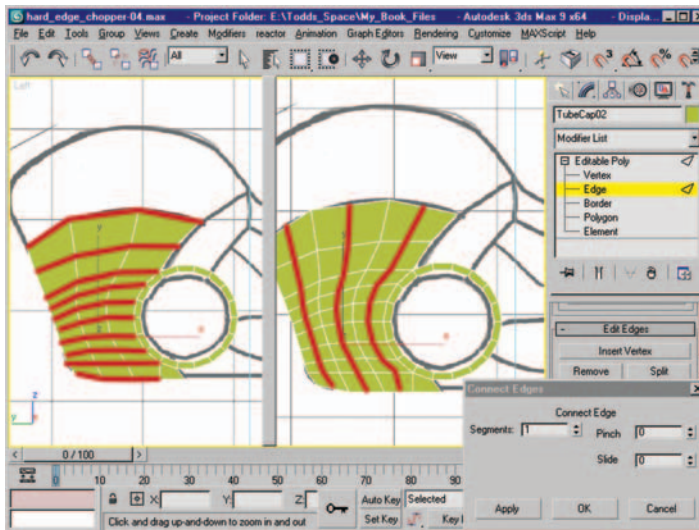 hard_edge_chopper-04.max - Project Folder: E:\Todds_Space\My_Book_Files - Autodesk 3ds Max 9 x64 - Displa...
File Edit Tools Group Views Create Modifiers reactor Animation Graph Editors Rendering Customize MAXScript Help
All
View
Left
TubeCap02
Modifier List
Editable Poly
Vertex
Edge
Border
Polygon
Element
- Edit Edges
Insert Vertex
Remove Split
Connect Edges
Connect Edge
Segments: 1 Pinch 0
Slide 0
Apply OK Cancel
z
y
0 / 100
0 10 20 30 40 50 60 70 80 90
X: Y: Z:
Auto Key Selected
Set Key Key
Click and drag up-and-down to zoom in and out